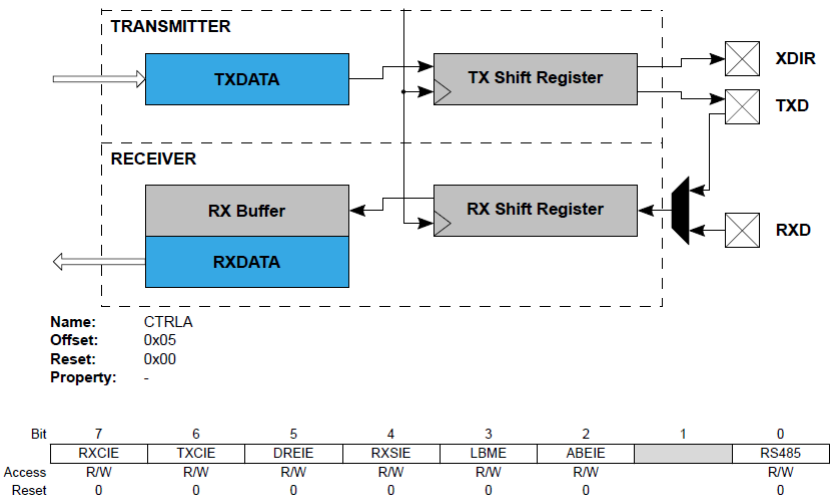 TRANSMITTER
TXDATA
TX Shift Register
XDIR
TXD
RECEIVER
RX Buffer
RX Shift Register
RXD
RXDATA
Name: CTRLA
Offset: 0x05
Reset: 0x00
Property: -
Bit 7 6 5 4 3 2 1 0
RXCIE TXCIE DREIE RXSIE LBME ABEIE RS485
Access R/W R/W R/W R/W R/W R/W R/W
Reset 0 0 0 0 0 0 0